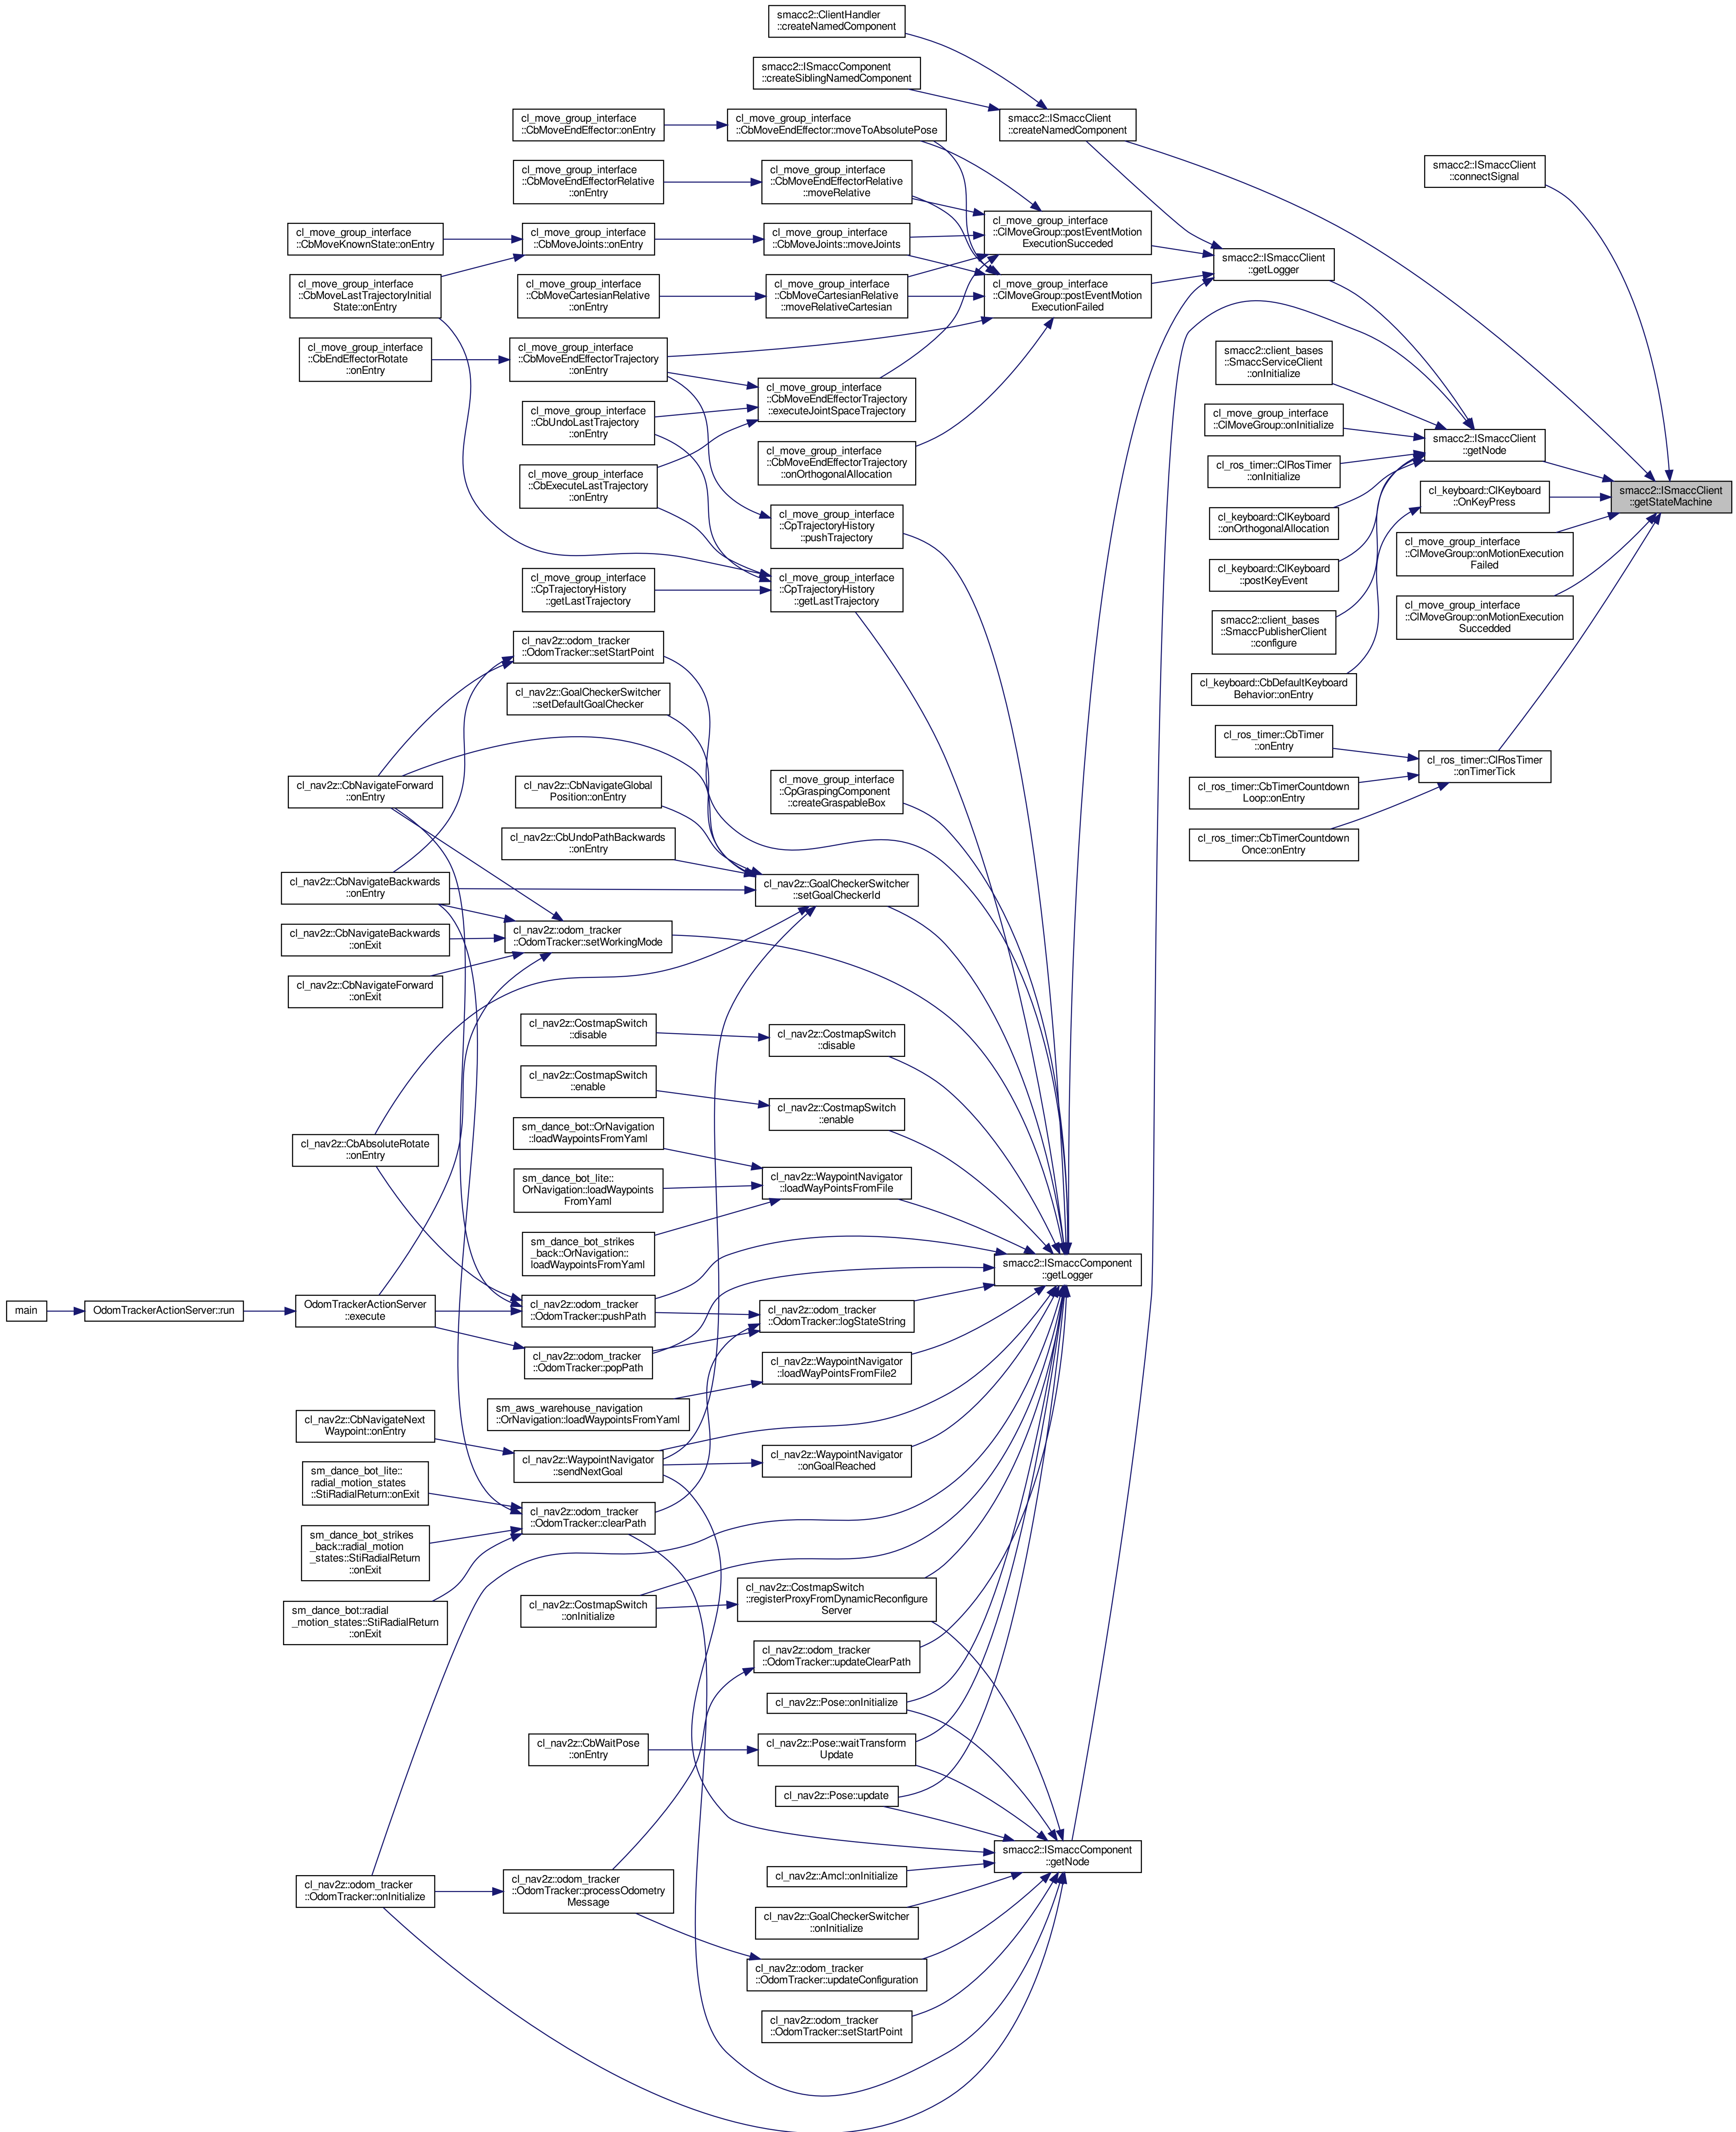 smacc2::ClientHandler
::createNamedComponent
smacc2::ISmaccComponent
::createSiblingNamedComponent
cl_move_group_interface
::CbMoveEndEffector::onEntry
cl_move_group_interface
::CbMoveEndEffector::moveToAbsolutePose
smacc2::ISmaccClient
::createNamedComponent
smacc2::ISmaccClient
::connectSignal
cl_move_group_interface
::CbMoveEndEffectorRelative
::onEntry
cl_move_group_interface
::CbMoveEndEffectorRelative
::moveRelative
cl_move_group_interface
::ClMoveGroup::postEventMotion
ExecutionSucceded
cl_move_group_interface
::CbMoveKnownState::onEntry
cl_move_group_interface
::CbMoveJoints::onEntry
cl_move_group_interface
::CbMoveJoints::moveJoints
smacc2::ISmaccClient
::getLogger
cl_move_group_interface
::CbMoveLastTrajectoryInitial
State::onEntry
cl_move_group_interface
::CbMoveCartesianRelative
::onEntry
cl_move_group_interface
::CbMoveCartesianRelative
::moveRelativeCartesian
cl_move_group_interface
::ClMoveGroup::postEventMotion
ExecutionFailed
cl_move_group_interface
::CbEndEffectorRotate
::onEntry
cl_move_group_interface
::CbMoveEndEffectorTrajectory
::onEntry
smacc2::client_bases
::SmaccServiceClient
::onInitialize
cl_move_group_interface
::CbMoveEndEffectorTrajectory
::executeJointSpaceTrajectory
cl_move_group_interface
::CbUndoLastTrajectory
::onEntry
cl_move_group_interface
::ClMoveGroup::onInitialize
smacc2::ISmaccClient
::getNode
cl_move_group_interface
::CbMoveEndEffectorTrajectory
::onOrthogonalAllocation
cl_ros_timer::ClRosTimer
::onInitialize
cl_move_group_interface
::CbExecuteLastTrajectory
::onEntry
cl_keyboard::ClKeyboard
::OnKeyPress
smacc2::ISmaccClient
::getStateMachine
cl_move_group_interface
::CpTrajectoryHistory
::pushTrajectory
cl_keyboard::ClKeyboard
::onOrthogonalAllocation
cl_move_group_interface
::ClMoveGroup::onMotionExecution
Failed
cl_move_group_interface
::CpTrajectoryHistory
::getLastTrajectory
cl_move_group_interface
::CpTrajectoryHistory
::getLastTrajectory
cl_keyboard::ClKeyboard
::postKeyEvent
cl_move_group_interface
::ClMoveGroup::onMotionExecution
Succedded
smacc2::client_bases
::SmaccPublisherClient
::configure
cl_nav2z::odom_tracker
::OdomTracker::setStartPoint
cl_keyboard::CbDefaultKeyboard
Behavior::onEntry
cl_nav2z::GoalCheckerSwitcher
::setDefaultGoalChecker
cl_ros_timer::CbTimer
::onEntry
cl_ros_timer::ClRosTimer
::onTimerTick
cl_nav2z::CbNavigateForward
::onEntry
cl_nav2z::CbNavigateGlobal
Position::onEntry
cl_move_group_interface
::CpGraspingComponent
::createGraspableBox
cl_ros_timer::CbTimerCountdown
Loop::onEntry
cl_nav2z::CbUndoPathBackwards
::onEntry
cl_ros_timer::CbTimerCountdown
Once::onEntry
cl_nav2z::CbNavigateBackwards
::onEntry
cl_nav2z::GoalCheckerSwitcher
::setGoalCheckerId
cl_nav2z::CbNavigateBackwards
::onExit
cl_nav2z::odom_tracker
::OdomTracker::setWorkingMode
cl_nav2z::CbNavigateForward
::onExit
cl_nav2z::CostmapSwitch
::disable
cl_nav2z::CostmapSwitch
::disable
cl_nav2z::CostmapSwitch
::enable
cl_nav2z::CostmapSwitch
::enable
cl_nav2z::CbAbsoluteRotate
::onEntry
sm_dance_bot::OrNavigation
::loadWaypointsFromYaml
sm_dance_bot_lite::
OrNavigation::loadWaypoints
FromYaml
cl_nav2z::WaypointNavigator
::loadWayPointsFromFile
sm_dance_bot_strikes
_back::OrNavigation::
loadWaypointsFromYaml
smacc2::ISmaccComponent
::getLogger
main
OdomTrackerActionServer::run
OdomTrackerActionServer
::execute
cl_nav2z::odom_tracker
::OdomTracker::pushPath
cl_nav2z::odom_tracker
::OdomTracker::logStateString
cl_nav2z::odom_tracker
::OdomTracker::popPath
cl_nav2z::WaypointNavigator
::loadWayPointsFromFile2
sm_aws_warehouse_navigation
::OrNavigation::loadWaypointsFromYaml
cl_nav2z::CbNavigateNext
Waypoint::onEntry
cl_nav2z::WaypointNavigator
::sendNextGoal
cl_nav2z::WaypointNavigator
::onGoalReached
sm_dance_bot_lite::
radial_motion_states
::StiRadialReturn::onExit
cl_nav2z::odom_tracker
::OdomTracker::clearPath
sm_dance_bot_strikes
_back::radial_motion
_states::StiRadialReturn
::onExit
sm_dance_bot::radial
_motion_states::StiRadialReturn
::onExit
cl_nav2z::CostmapSwitch
::onInitialize
cl_nav2z::CostmapSwitch
::registerProxyFromDynamicReconfigure
Server
cl_nav2z::odom_tracker
::OdomTracker::updateClearPath
cl_nav2z::Pose::onInitialize
cl_nav2z::CbWaitPose
::onEntry
cl_nav2z::Pose::waitTransform
Update
cl_nav2z::Pose::update
smacc2::ISmaccComponent
::getNode
cl_nav2z::Amcl::onInitialize
cl_nav2z::odom_tracker
::OdomTracker::onInitialize
cl_nav2z::odom_tracker
::OdomTracker::processOdometry
Message
cl_nav2z::GoalCheckerSwitcher
::onInitialize
cl_nav2z::odom_tracker
::OdomTracker::updateConfiguration
cl_nav2z::odom_tracker
::OdomTracker::setStartPoint